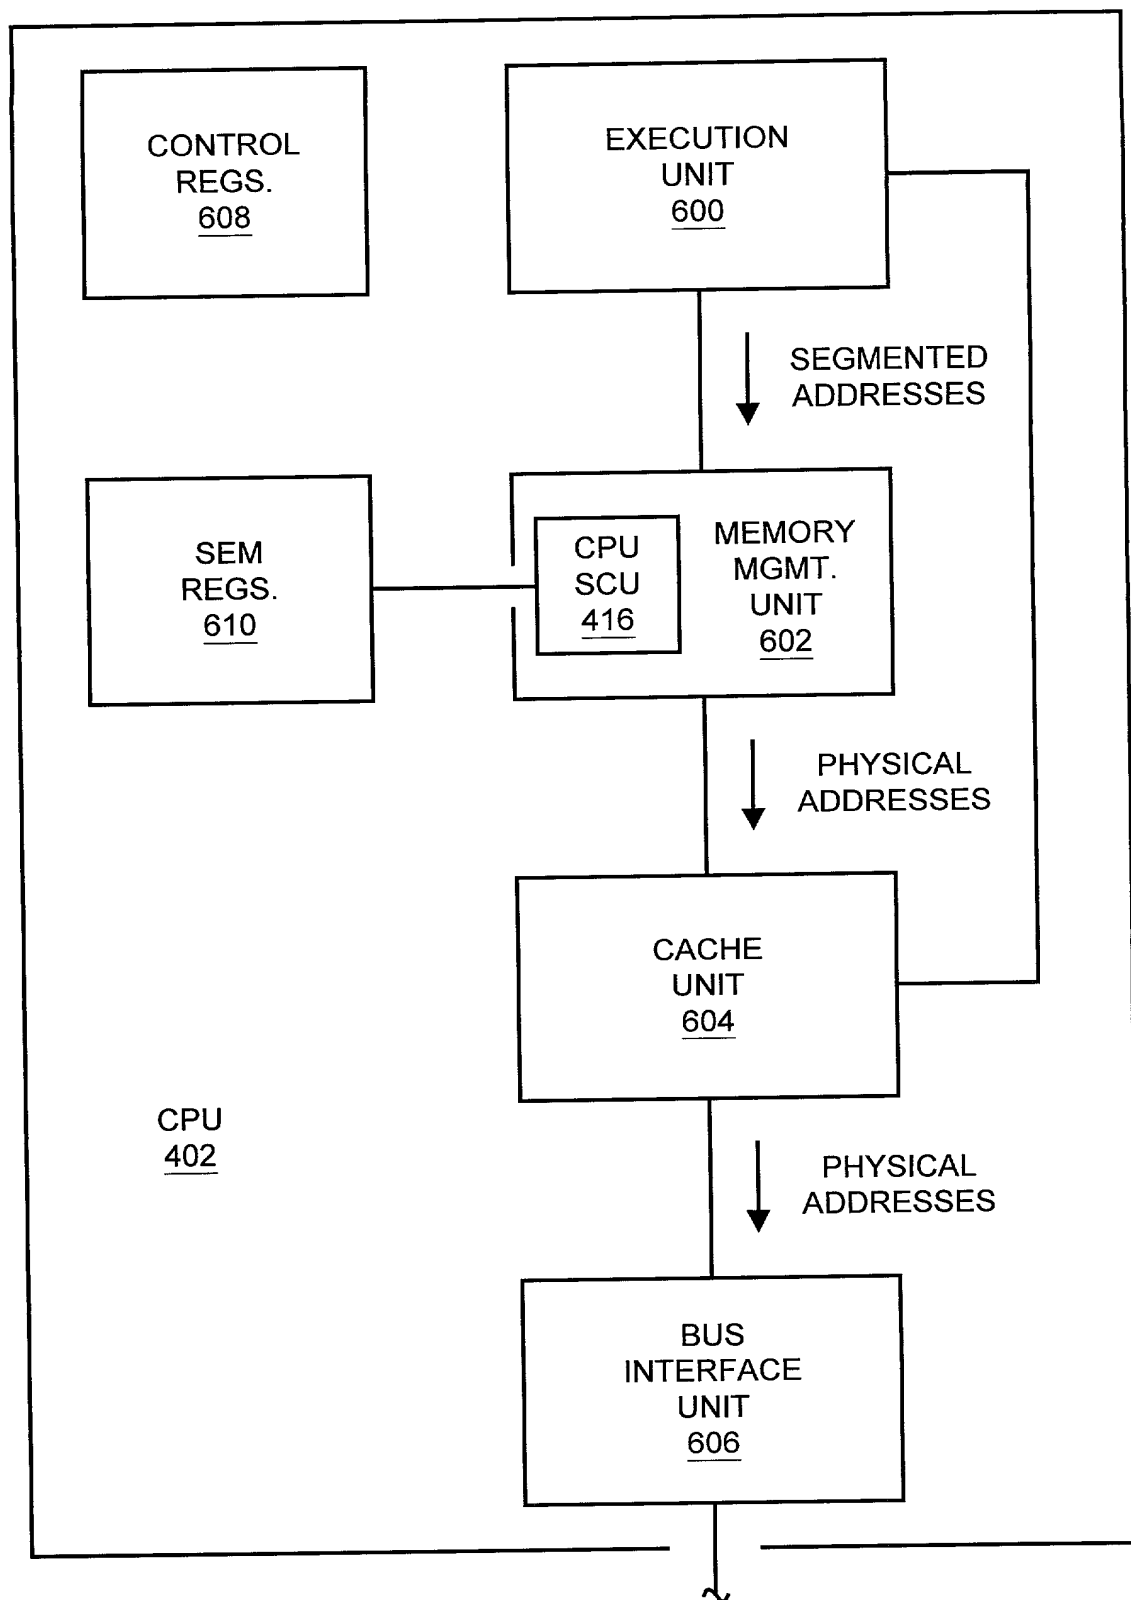 CONTROL
REGS.
608
EXECUTION
UNIT
600
SEGMENTED
ADDRESSES
SEM
REGS.
610
CPU
SCU
416
MEMORY
MGMT.
UNIT
602
PHYSICAL
ADDRESSES
CACHE
UNIT
604
CPU
402
PHYSICAL
ADDRESSES
BUS
INTERFACE
UNIT
606